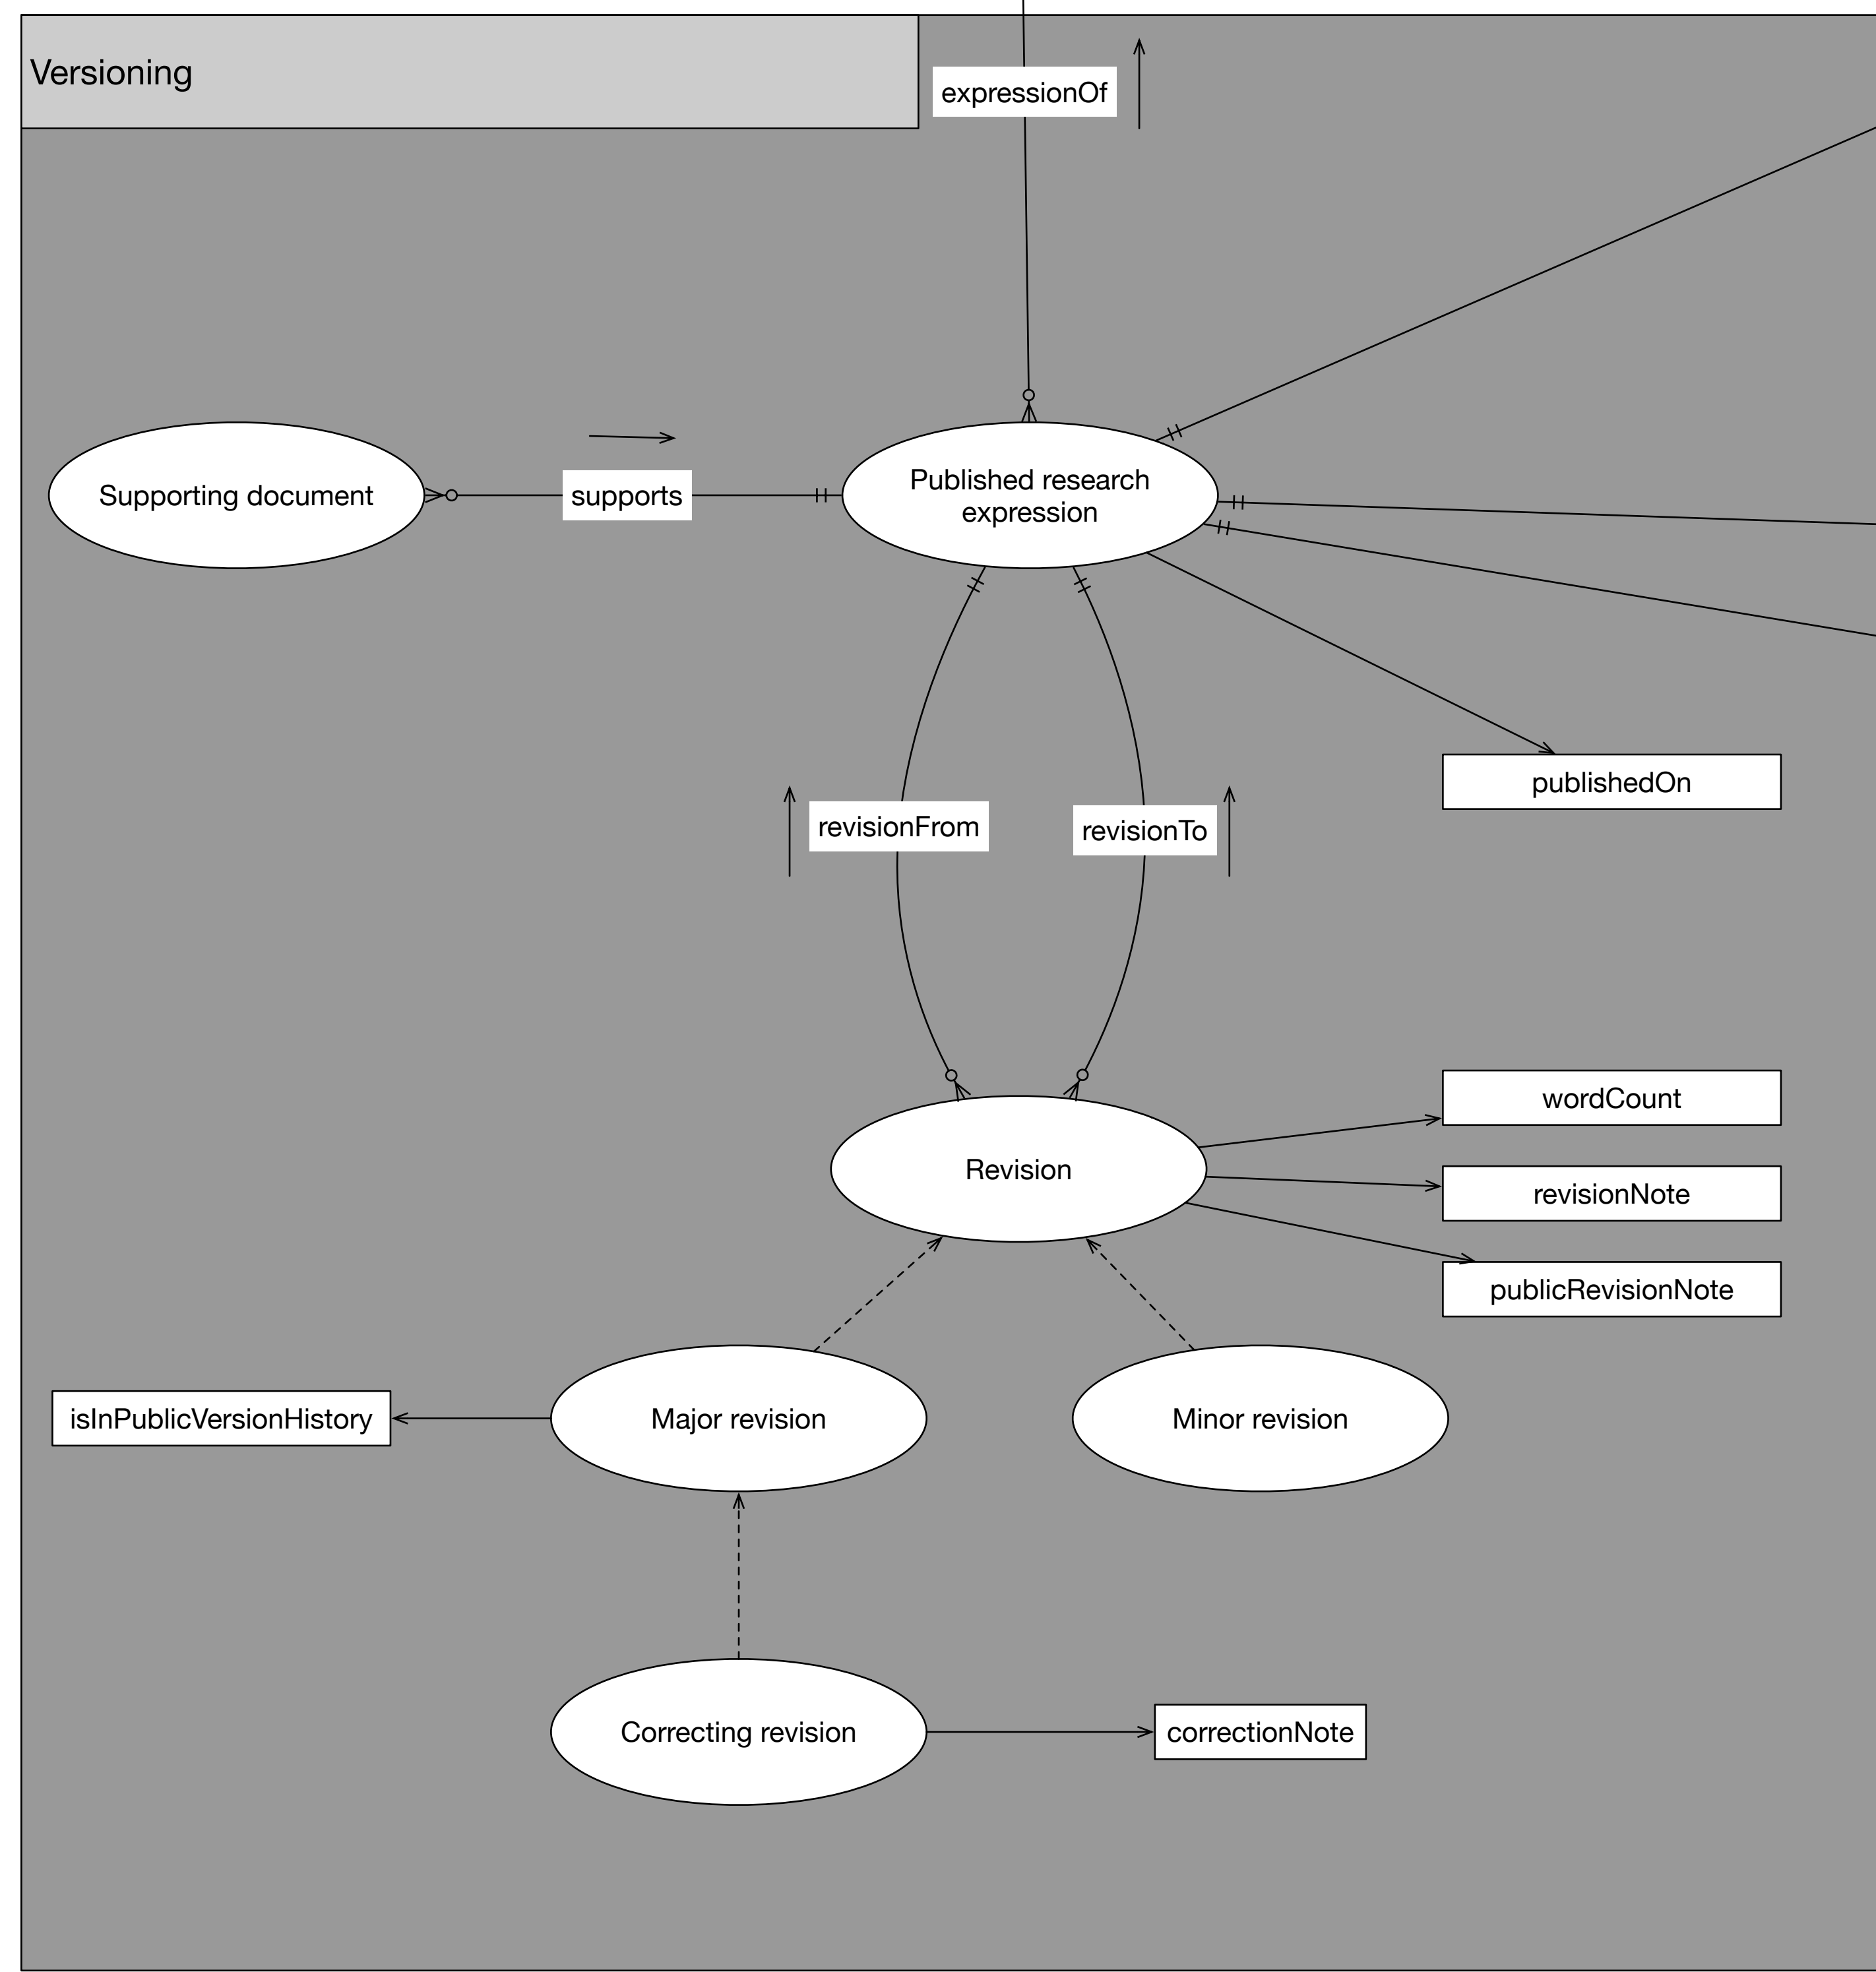 Versioning
expressionOf
Supporting document
supports
Published research
expression
publishedOn
revisionFrom
revisionTo
wordCount
Revision
revisionNote
publicRevisionNote
isInPublicVersionHistory
Major revision
Minor revision
Correcting revision
correctionNote